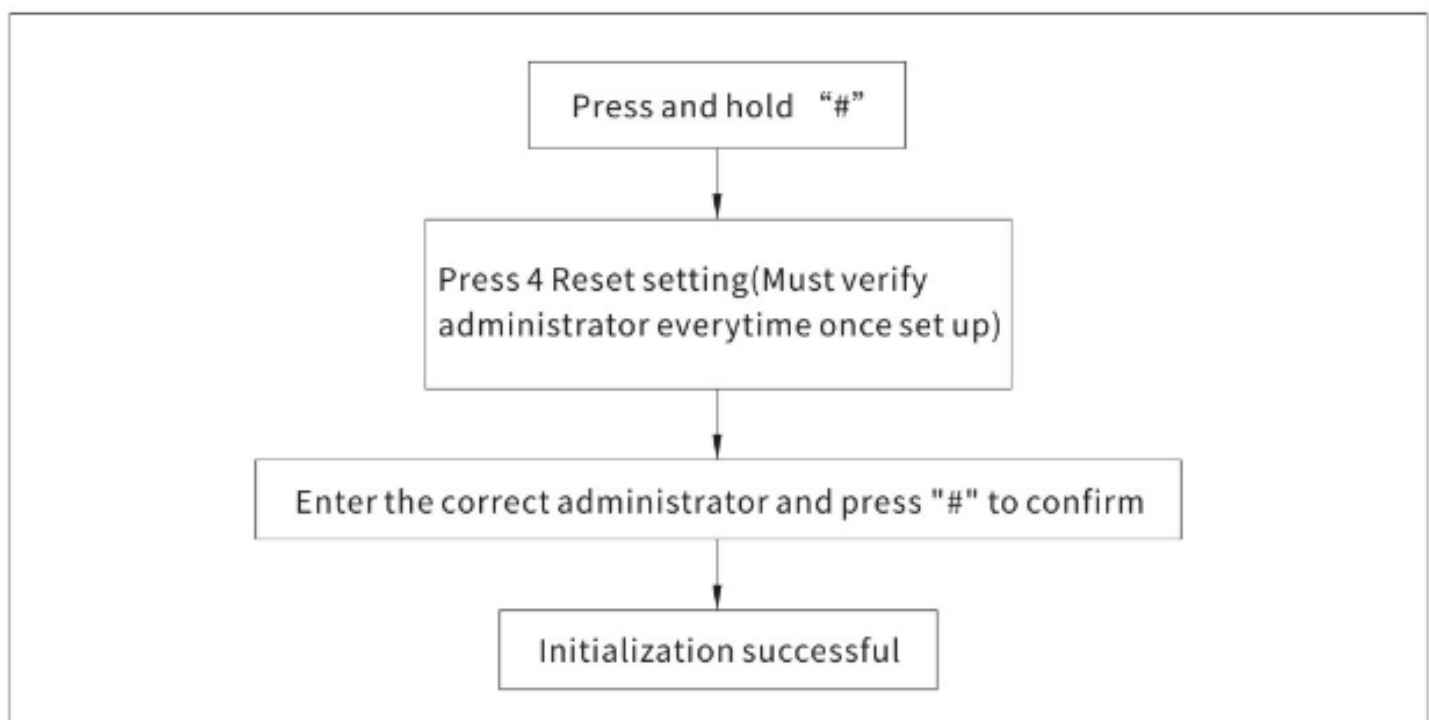 Press and hold “#”
Press 4 Reset setting(Must verify
administrator everytime once set up)
Enter the correct administrator and press "#" to confirm
Initialization successful